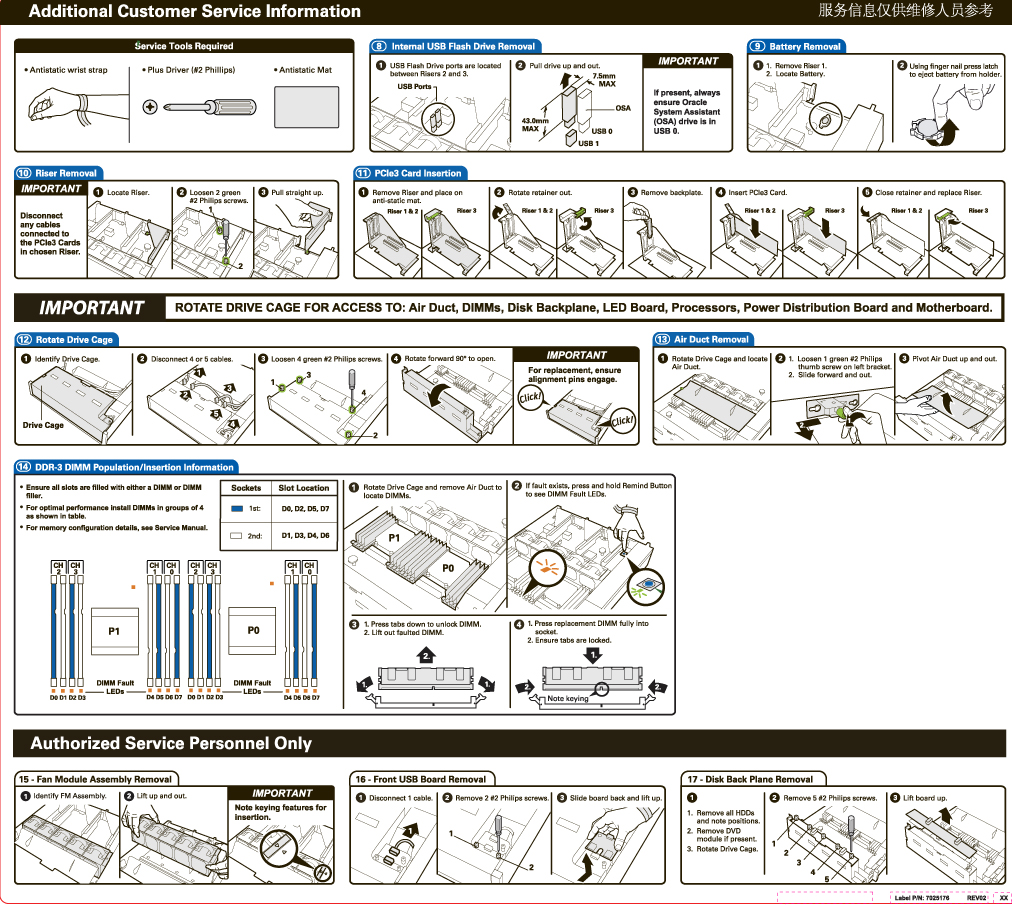 Additional Customer Service Information
服务信息仅供维修人员参考
Service Tools Required
• Antistatic wrist strap
• Plus Driver (#2 Phillips)
• Antistatic Mat
8 Internal USB Flash Drive Removal
1 USB Flash Drive ports are located
between Risers 2 and 3.
USB Ports
2 Pull drive up and out.
7.5mm
MAX
43.0mm
MAX
OSA
USB 0
USB 1
IMPORTANT
If present, always
ensure Oracle
System Assistant
(OSA) drive is in
USB 0.
9 Battery Removal
1 1. Remove Riser 1.
2. Locate Battery.
2 Using finger nail press latch
to eject battery from holder.
10 Riser Removal
IMPORTANT
Disconnect
any cables
connected to
the PCIe3 Cards
in chosen Riser.
1 Locate Riser.
2 Loosen 2 green
#2 Philips screws.
1
2
3 Pull straight up.
11 PCIe3 Card Insertion
1 Remove Riser and place on
anti-static mat.
Riser 1 & 2
Riser 3
2 Rotate retainer out.
Riser 1 & 2
Riser 3
3 Remove backplate.
4 Insert PCIe3 Card.
Riser 1 & 2
Riser 3
5 Close retainer and replace Riser.
Riser 1 & 2
Riser 3
IMPORTANT
ROTATE DRIVE CAGE FOR ACCESS TO: Air Duct, DIMMs, Disk Backplane, LED Board, Processors, Power Distribution Board and Motherboard.
12 Rotate Drive Cage
1 Identify Drive Cage.
Drive Cage
2 Disconnect 4 or 5 cables.
1
3
2
5
4
3 Loosen 4 green #2 Philips screws.
1
3
4
2
4 Rotate forward 90° to open.
IMPORTANT
For replacement, ensure
alignment pins engage.
Click!
Click!
13 Air Duct Removal
1 Rotate Drive Cage and locate
Air Duct.
2 1. Loosen 1 green #2 Philips
thumb screw on left bracket.
2. Slide forward and out.
2.
3 Pivot Air Duct up and out.
14 DDR-3 DIMM Population/Insertion Information
• Ensure all slots are filled with either a DIMM or DIMM
filler.
• For optimal performance install DIMMs in groups of 4
as shown in table.
• For memory configuration details, see Service Manual.
Sockets Slot Location
1st: D0, D2, D5, D7
2nd: D1, D3, D4, D6
CH 2 CH 3 CH 1 CH 0 CH 2 CH 3 CH 1 CH 0
P1 P0
DIMM Fault
LEDs
DIMM Fault
LEDs
D0 D1 D2 D3 D4 D5 D6 D7 D0 D1 D2 D3 D4 D5 D6 D7
1 Rotate Drive Cage and remove Air Duct to
locate DIMMs.
P1
P0
2 If fault exists, press and hold Remind Button
to see DIMM Fault LEDs.
3 1. Press tabs down to unlock DIMM.
2. Lift out faulted DIMM.
2.
1.
1.
4 1. Press replacement DIMM fully into
socket.
2. Ensure tabs are locked.
1.
2.
2.
Note keying
Authorized Service Personnel Only
15 - Fan Module Assembly Removal
1 Identify FM Assembly.
2 Lift up and out.
IMPORTANT
Note keying features for
insertion.
16 - Front USB Board Removal
1 Disconnect 1 cable.
1
2 Remove 2 #2 Philips screws.
1
2
3 Slide board back and lift up.
17 - Disk Back Plane Removal
1
1. Remove all HDDs
and note positions.
2. Remove DVD
module if present.
3. Rotate Drive Cage.
2 Remove 5 #2 Philips screws.
1
2
3
4
5
3 Lift board up.
Label P/N: 7025176 REV02 XX